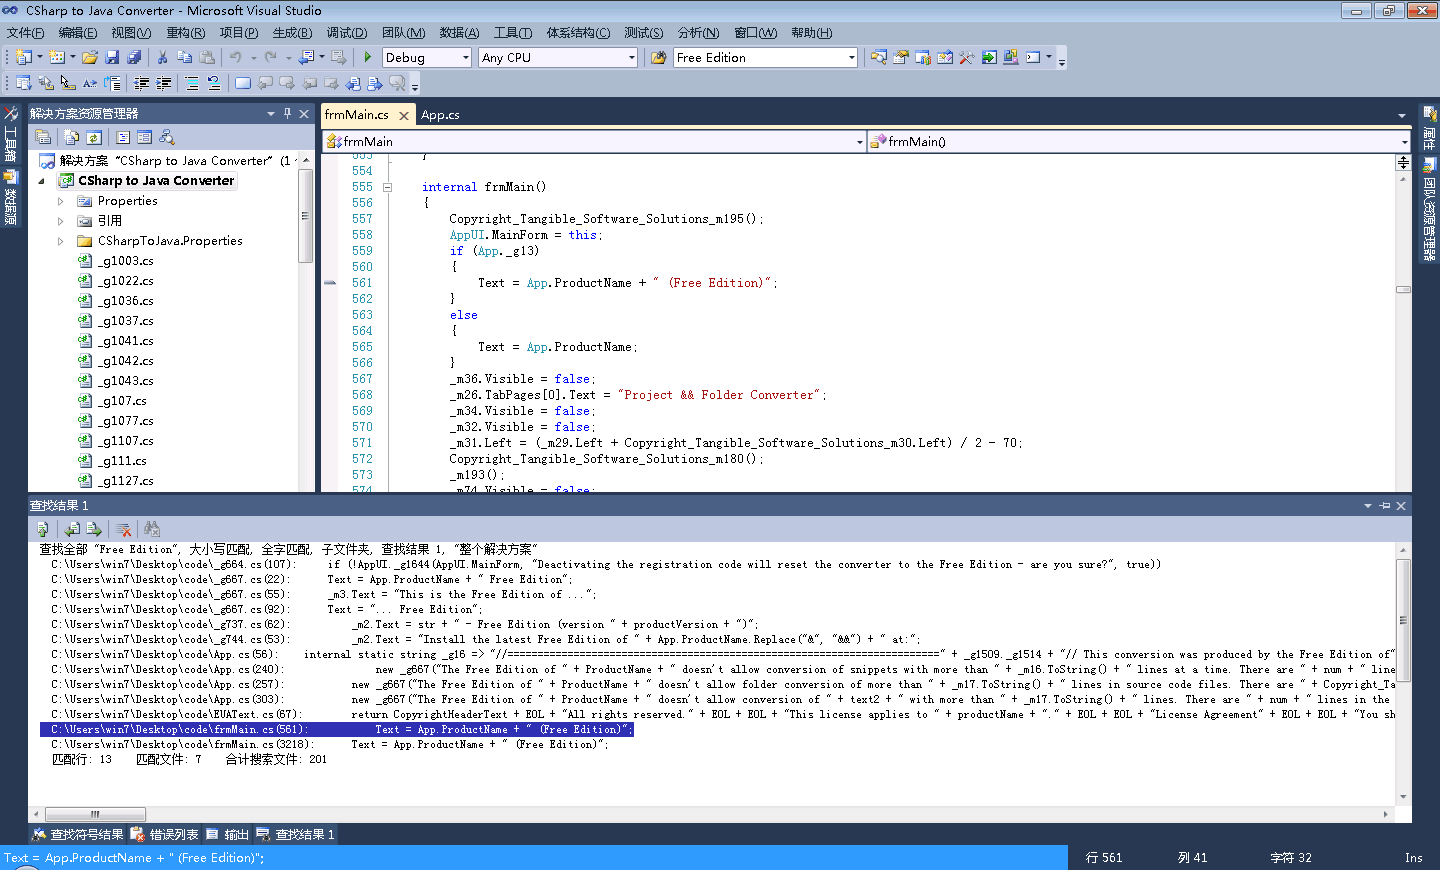 CSharp to Java Converter - Microsoft Visual Studio
文件(F) 编辑(E) 视图(V) 重构(R) 项目(P) 生成(B) 调试(D) 团队(M) 数据(A) 工具(T) 体系结构(C) 测试(S) 分析(N) 窗口(W) 帮助(H)
Debug Any CPU Free Edition
工具箱
数据源
解决方案资源管理器
解决方案 "CSharp to Java Converter" (1
CSharp to Java Converter
Properties
引用
CSharpToJava.Properties
_g1003.cs
_g1022.cs
_g1036.cs
_g1037.cs
_g1041.cs
_g1042.cs
_g1043.cs
_g107.cs
_g1077.cs
_g1107.cs
_g111.cs
_g1127.cs
frmMain.cs App.cs
frmMain frmMain()
553 }
554
555 internal frmMain()
556 {
557 Copyright_Tangible_Software_Solutions_m195();
558 AppUI.MainForm = this;
559 if (App._g13)
560 {
561 Text = App.ProductName + " (Free Edition)";
562 }
563 else
564 {
565 Text = App.ProductName;
566 }
567 _m36.Visible = false;
568 _m26.TabPages[0].Text = "Project && Folder Converter";
569 _m34.Visible = false;
570 _m32.Visible = false;
571 _m31.Left = (_m29.Left + Copyright_Tangible_Software_Solutions_m30.Left) / 2 - 70;
572 Copyright_Tangible_Software_Solutions_m180();
573 _m193();
574 _m74.Visible = false;
属性
团队资源管理器
查找结果 1
查找全部 "Free Edition", 大小写匹配, 全字匹配, 子文件夹, 查找结果 1, "整个解决方案"
C:\Users\win7\Desktop\code\_g664.cs(107): if (!AppUI._g1644(AppUI.MainForm, "Deactivating the registration code will reset the converter to the Free Edition - are you sure?", true))
C:\Users\win7\Desktop\code\_g667.cs(22): Text = App.ProductName + " Free Edition";
C:\Users\win7\Desktop\code\_g667.cs(55): _m3.Text = "This is the Free Edition of ...";
C:\Users\win7\Desktop\code\_g667.cs(92): Text = "... Free Edition";
C:\Users\win7\Desktop\code\_g737.cs(62): _m2.Text = str + " - Free Edition (version " + productVersion + ")";
C:\Users\win7\Desktop\code\_g744.cs(53): _m2.Text = "Install the latest Free Edition of " + App.ProductName.Replace("&", "&&") + " at:";
C:\Users\win7\Desktop\code\App.cs(56): internal static string _g16 => "//========================================================================" + _g1509._g1514 + "// This conversion was produced by the Free Edition of"
C:\Users\win7\Desktop\code\App.cs(240): new _g667("The Free Edition of " + ProductName + " doesn't allow conversion of snippets with more than " + _m16.ToString() + " lines at a time. There are " + num + " line
C:\Users\win7\Desktop\code\App.cs(257): new _g667("The Free Edition of " + ProductName + " doesn't allow folder conversion of more than " + _m17.ToString() + " lines in source code files. There are " + Copyright_Ta
C:\Users\win7\Desktop\code\App.cs(303): new _g667("The Free Edition of " + ProductName + " doesn't allow conversion of " + text2 + " with more than " + _m17.ToString() + " lines. There are " + num + " lines in the
C:\Users\win7\Desktop\code\EUAText.cs(67): return CopyrightHeaderText + EOL + "All rights reserved." + EOL + EOL + "This license applies to " + productName + "." + EOL + EOL + "License Agreement" + EOL + EOL + "You sh
C:\Users\win7\Desktop\code\frmMain.cs(561): Text = App.ProductName + " (Free Edition)";
C:\Users\win7\Desktop\code\frmMain.cs(3218): Text = App.ProductName + " (Free Edition)";
匹配行: 13 匹配文件: 7 合计搜索文件: 201
查找符号结果 错误列表 输出 查找结果 1
Text = App.ProductName + " (Free Edition)"; 行 561 列 41 字符 32 Ins